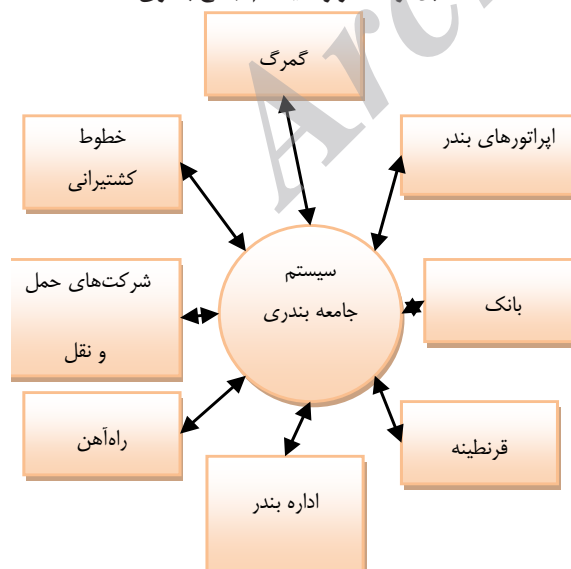 گمرگ
اپراتورهای بندر
خطوط
کشتیرانی
سیستم
جامعه بندری
بانک
شرکت‌های حمل
و نقل
قرنطینه
راه‌آهن
اداره بندر